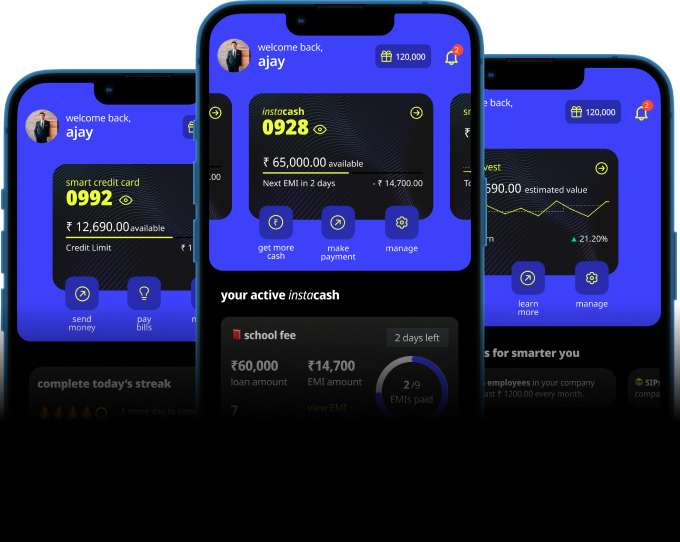 welcome back,
ajay
smart credit card
0992
₹ 12,690.00 available
Credit Limit
₹ 1
send
money
pay
bills
complete today's streak
welcome back,
ajay
120,000
2
.00
instacash
0928
₹ 65,000.00 available
Next EMI in 2 days
- ₹ 14,700.00
get more
cash
make
payment
manage
your active instacash
school fee
2 days left
₹60,000
loan amount
₹14,700
EMI amount
2 /9
EMIs paid
7
view EMI
back,
120,000
2
vest
690.00 estimated value
21.20%
learn
more
manage
s for smarter you
employees in your company
ast ₹ 1200.00 every month.
SIPs
compa